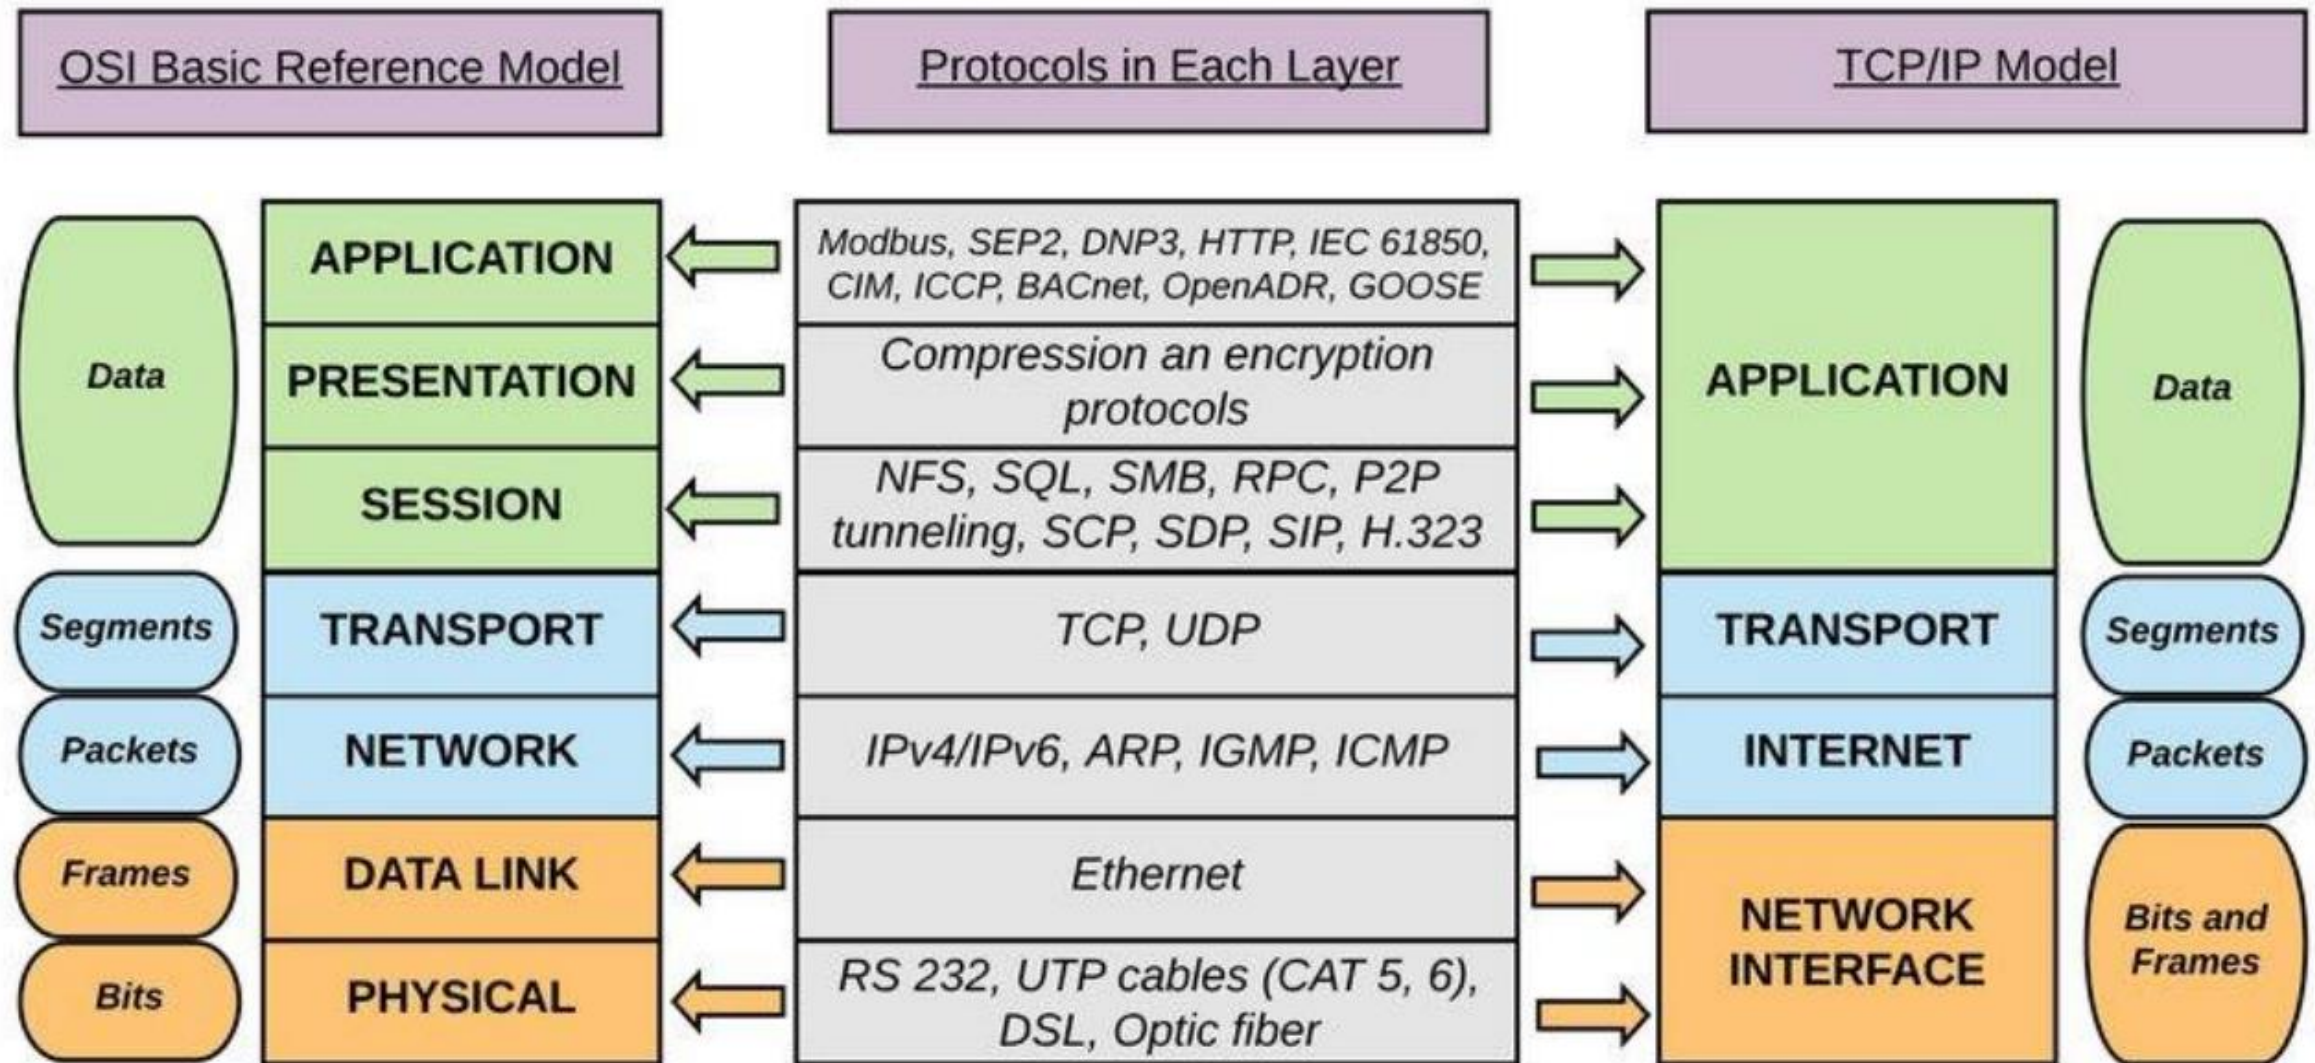 OSI Basic Reference Model
Protocols in Each Layer
TCP/IP Model
Data
APPLICATION
Modbus, SEP2, DNP3, HTTP, IEC 61850,
CIM, ICCP, BACnet, OpenADR, GOOSE
PRESENTATION
Compression an encryption
protocols
SESSION
NFS, SQL, SMB, RPC, P2P
tunneling, SCP, SDP, SIP, H.323
APPLICATION
Data
Segments
TRANSPORT
TCP, UDP
TRANSPORT
Segments
Packets
NETWORK
IPv4/IPv6, ARP, IGMP, ICMP
INTERNET
Packets
Frames
DATA LINK
Ethernet
Bits
PHYSICAL
RS 232, UTP cables (CAT 5, 6),
DSL, Optic fiber
NETWORK
INTERFACE
Bits and
Frames